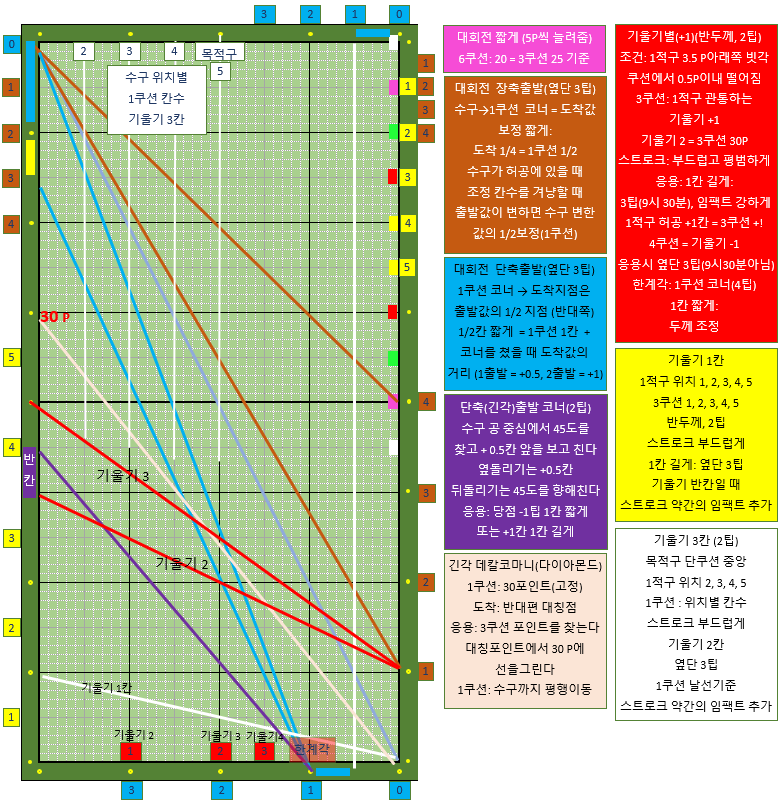 3
2
1
0
0
2
3
4
목적구
5
수구 위치별
1쿠션 칸수
기울기 3칸
1
2
3
4
1
2
3
4
1
2
3
4
5
30 P
5
4
반
칸
3
2
1
4
3
2
1
기울기 3
기울기 2
기울기 1칸
기울기 2
기울기 3
기울기4
1
2
3
한계각
3
2
1
0
대회전 짧게 (5P씩 늘려줌)
6쿠션: 20 = 3쿠션 25 기준
대회전 장축출발(옆단 3팁)
수구→1쿠션 코너 = 도착값
보정 짧게:
도착 1/4 = 1쿠션 1/2
수구가 허공에 있을 때
조정 칸수를 겨냥할 때
출발값이 변하면 수구 변한
값의 1/2보정(1쿠션)
대회전 단축출발(옆단 3팁)
1쿠션 코너 → 도착지점은
출발값의 1/2 지점 (반대쪽)
1/2칸 짧게 = 1쿠션 1칸 +
코너를 쳤을 때 도착값의
거리 (1출발 = +0.5, 2출발 = +1)
단축(긴각)출발 코너(2팁)
수구 공 중심에서 45도를
찾고 + 0.5칸 앞을 보고 친다
옆돌리기는 +0.5칸
뒤돌리기는 45도를 향해친다
응용: 당점 -1팁 1칸 짧게
또는 +1칸 1칸 길게
긴각 데칼코마니(다이아몬드)
1쿠션: 30포인트(고정)
도착: 반대편 대칭점
응용: 3쿠션 포인트를 찾는다
대칭포인트에서 30 P에
선을그린다
1쿠션: 수구까지 평행이동
기울기별(+1)(반두께, 2팁)
조건: 1적구 3.5 P아래쪽 빗각
쿠션에서 0.5P이내 떨어짐
3쿠션: 1적구 관통하는
기울기 +1
기울기 2 = 3쿠션 30P
스트로크: 부드럽고 평범하게
응용: 1칸 길게:
3팁(9시 30분), 임팩트 강하게
1적구 허공 +1칸 = 3쿠션 +!
4쿠션 = 기울기 -1
응용시 옆단 3팁(9시30분아님)
한계각: 1쿠션 코너(4팁)
1칸 짧게:
두께 조정
기울기 1칸
1적구 위치 1, 2, 3, 4, 5
3쿠션 1, 2, 3, 4, 5
반두께, 2팁
스트로크 부드럽게
1칸 길게: 옆단 3팁
기울기 반칸일 때
스트로크 약간의 임팩트 추가
기울기 3칸 (2팁)
목적구 단쿠션 중앙
1적구 위치 2, 3, 4, 5
1쿠션 : 위치별 칸수
스트로크 부드럽게
기울기 2칸
옆단 3팁
1쿠션 날선기준
스트로크 약간의 임팩트 추가